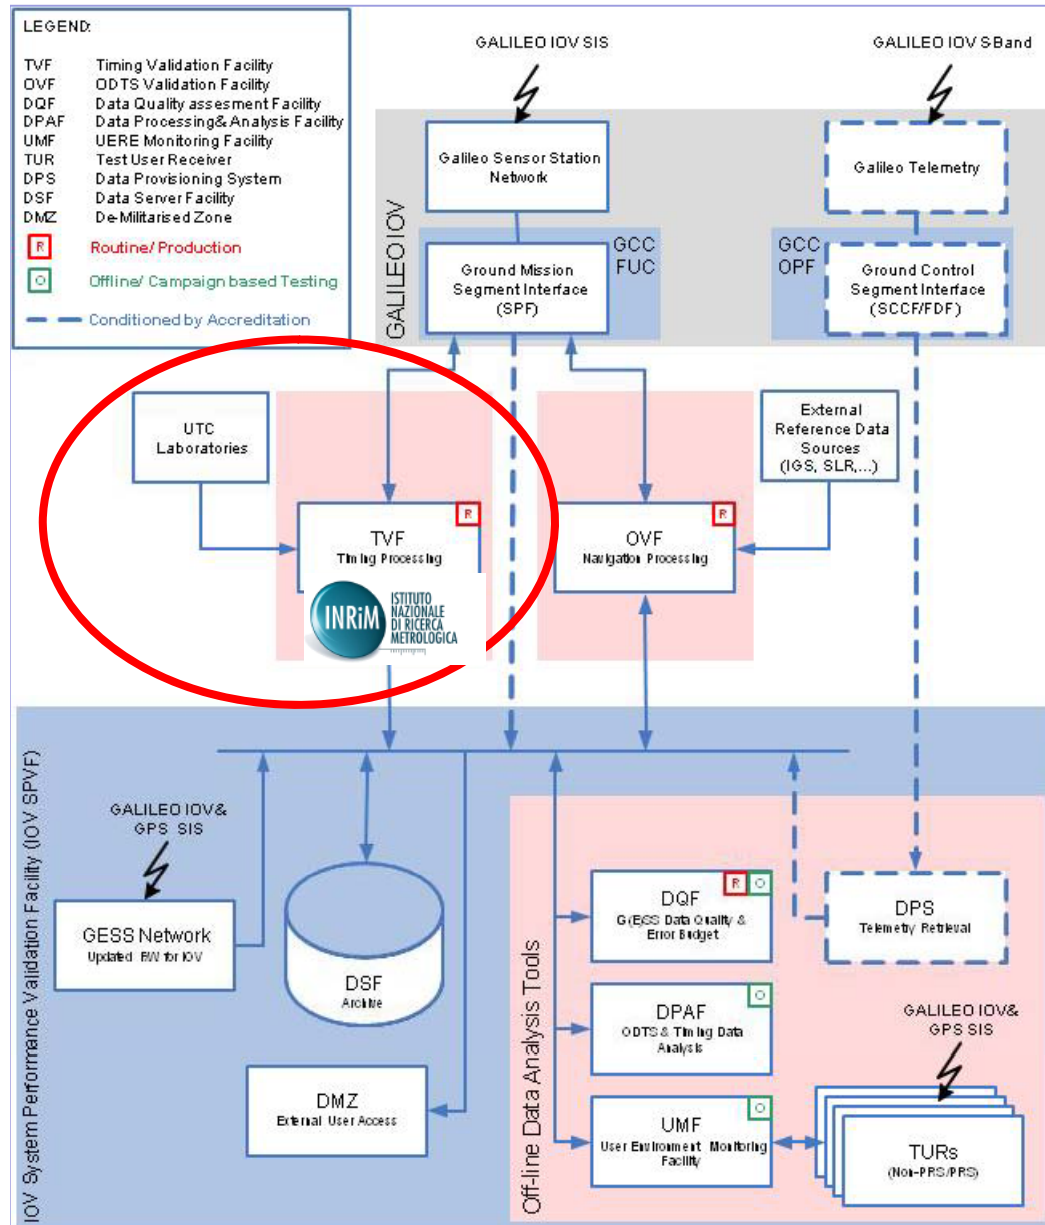 LEGEND:
TVF Timing Validation Facility
OVF ODTS Validation Facility
DQF Data Quality assesment Facility
DPAF Data Processing& Analysis Facility
UMF UERE Monitoring Facility
TUR Test User Receiver
DPS Data Provisioning System
DSF Data Server Facility
DMZ De-Militarised Zone
R Routine/ Production
O Offline/ Campaign based Testing
Conditioned by Accreditation
GALILEO IOV SIS
GALILEO IOV S-Band
GALILEO IOV
Galileo Sensor Station
Network
Galileo Telemetry
GCC
FUC
Ground Mission
Segment Interface
(SPF)
GCC
OPF
Ground Control
Segment Interface
(SCCF/FDF)
UTC
Laboratories
External
Reference Data
Sources
(IGS, SLR,...)
R
TVF
Timing Processing
R
OVF
Navigation Processing
INRiM
ISTITUTO
NAZIONALE
DI RICERCA
METROLOGICA
IOV System Performance Validation Facility (IOV SPVF)
GALILEO IOV&
GPS SIS
GESS Network
Updated BW for IOV
DSF
Archive
DMZ
External User Access
Off-line Data Analysis Tools
R O
DQF
G(E)SS Data Quality &
Error Budget
DPS
Telemetry Retrieval
O
DPAF
ODTS & Timing Data
Analysis
GALILEO IOV&
GPS SIS
O
UMF
User Environment Monitoring
Facility
TURs
(Non-PRS/PRS)